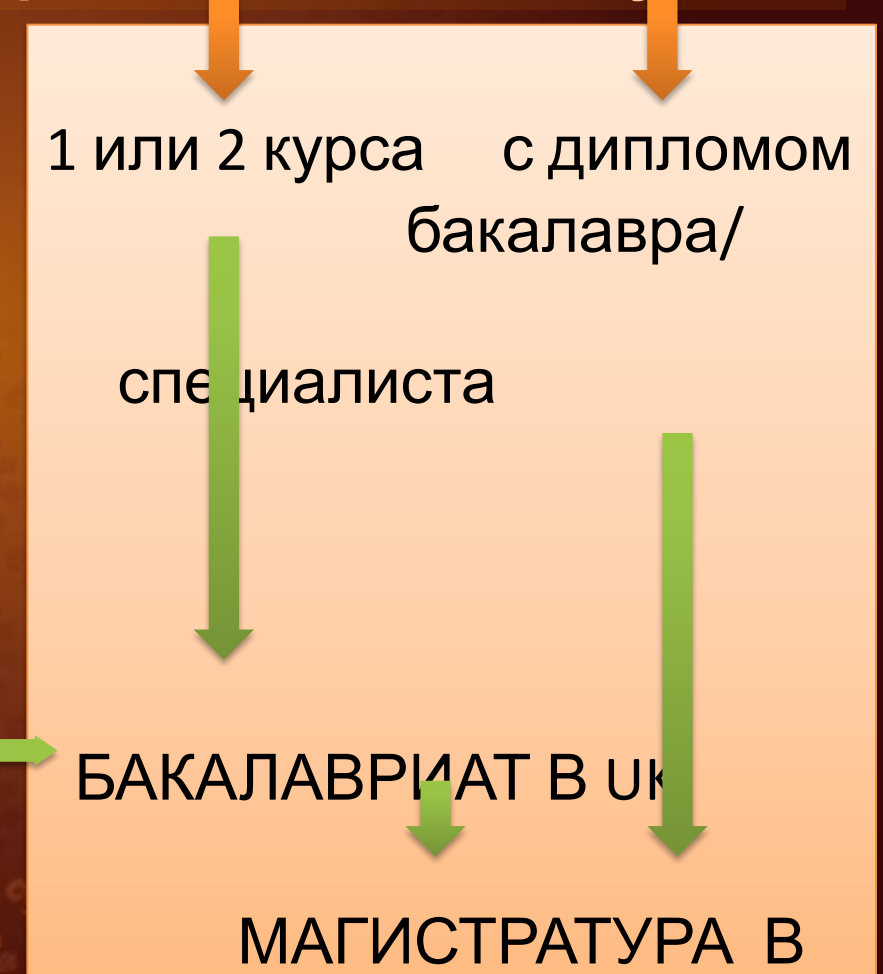 1 или 2 курса с дипломом
бакалавра/
специалиста
БАКАЛАВРИАТ В UK
МАГИСТРАТУРА В